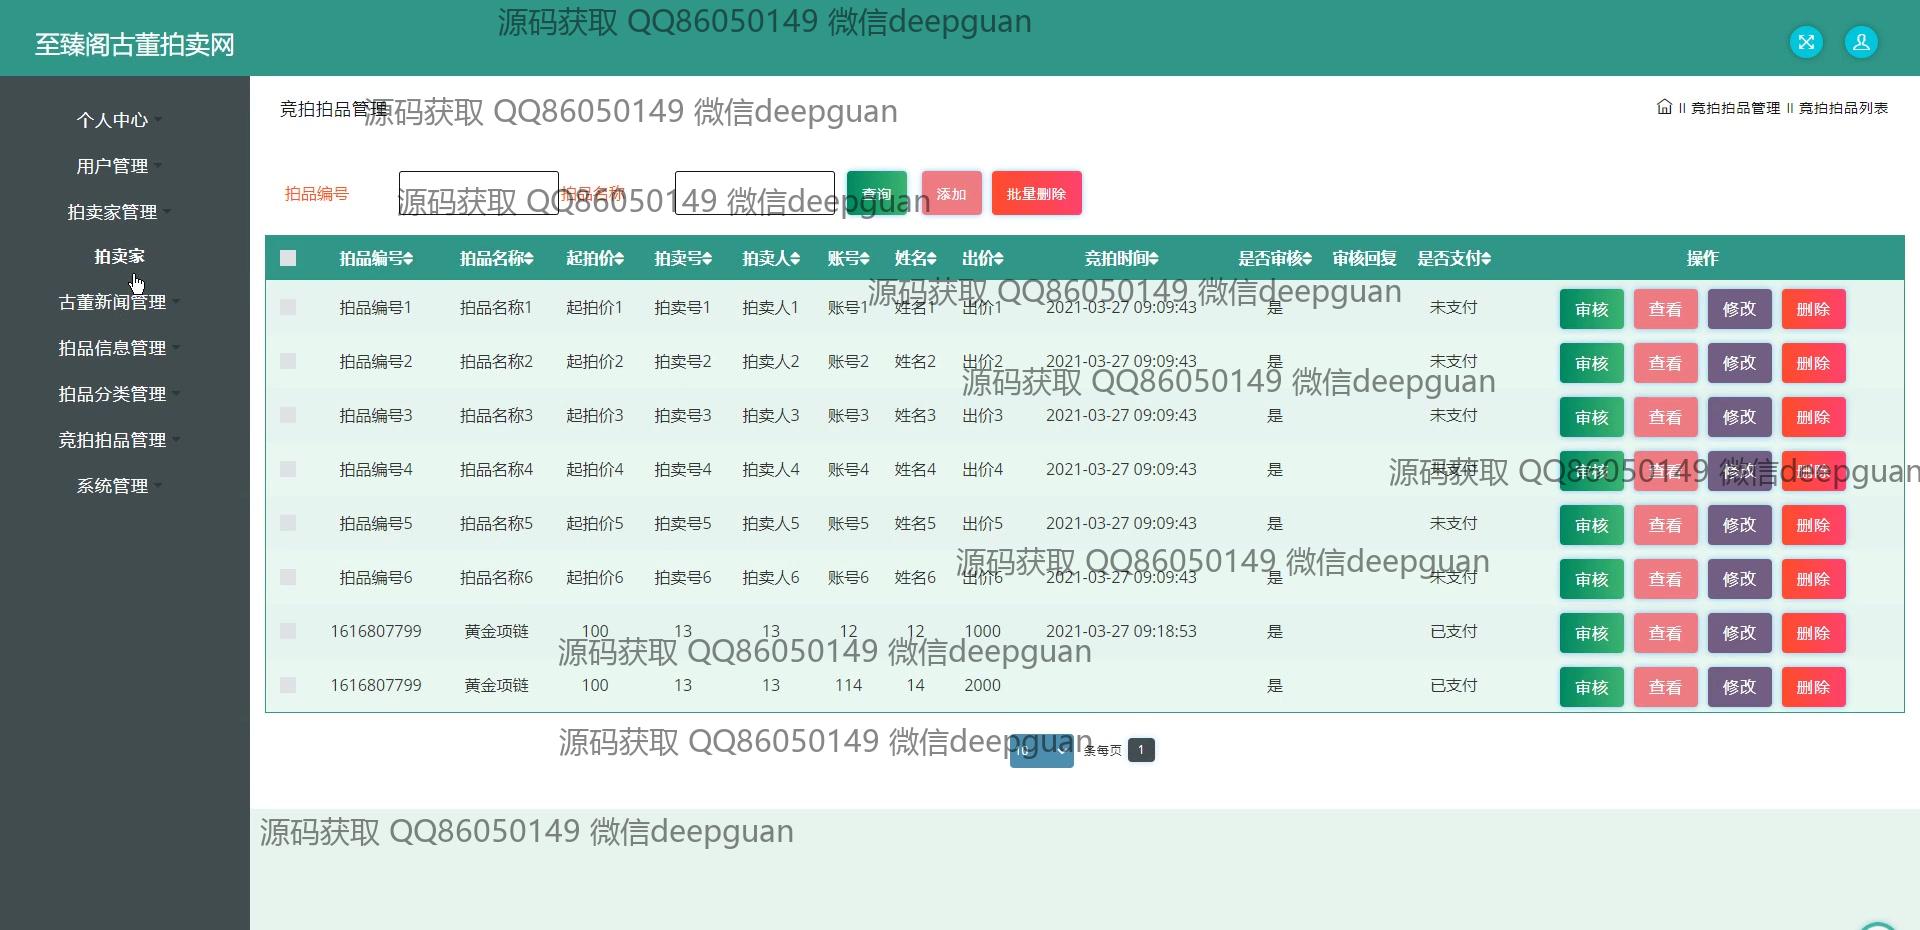 源码获取 QQ86050149 微信deepguan
至臻阁古董拍卖网
个人中心
用户管理
拍卖家管理
拍卖家
古董新闻管理
拍品信息管理
拍品分类管理
竞拍拍品管理
系统管理
竞拍拍品管理
源码获取 QQ86050149 微信deepguan
\\ 竞拍拍品管理 \\ 竞拍拍品列表
拍品编号 拍品名称 查询 添加 批量删除
源码获取 QQ86050149 微信deepguan
拍品编号 拍品名称 起拍价 拍卖号 拍卖人 账号 姓名 出价 竞拍时间 是否审核 审核回复 是否支付 操作
源码获取 QQ86050149 微信deepguan
拍品编号1 拍品名称1 起拍价1 拍卖号1 拍卖人1 账号1 姓名1 出价1 2021-03-27 09:09:43 是 未支付 审核 查看 修改 删除
拍品编号2 拍品名称2 起拍价2 拍卖号2 拍卖人2 账号2 姓名2 出价2 2021-03-27 09:09:43 是 未支付 审核 查看 修改 删除
源码获取 QQ86050149 微信deepguan
拍品编号3 拍品名称3 起拍价3 拍卖号3 拍卖人3 账号3 姓名3 出价3 2021-03-27 09:09:43 是 未支付 审核 查看 修改 删除
拍品编号4 拍品名称4 起拍价4 拍卖号4 拍卖人4 账号4 姓名4 出价4 2021-03-27 09:09:43 是 未支付 审核 查看 修改 删除
源码获取 QQ86050149 微信deepguan
拍品编号5 拍品名称5 起拍价5 拍卖号5 拍卖人5 账号5 姓名5 出价5 2021-03-27 09:09:43 是 未支付 审核 查看 修改 删除
源码获取 QQ86050149 微信deepguan
拍品编号6 拍品名称6 起拍价6 拍卖号6 拍卖人6 账号6 姓名6 出价6 2021-03-27 09:09:43 是 未支付 审核 查看 修改 删除
1616807799 黄金项链 100 13 13 12 12 1000 2021-03-27 09:18:53 是 已支付 审核 查看 修改 删除
源码获取 QQ86050149 微信deepguan
1616807799 黄金项链 100 13 13 114 14 2000 是 已支付 审核 查看 修改 删除
源码获取 QQ86050149 微信deepguan
10 条每页 1
源码获取 QQ86050149 微信deepguan